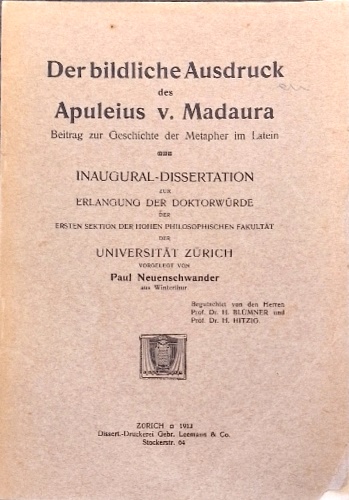 Der bildliche Ausdruck
des
Apuleius v. Madaura
Beitrag zur Geschichte der Metapher im Latein
INAUGURAL-DISSERTATION
ZUR
ERLANGUNG DER DOKTORWÜRDE
DER
ERSTEN SEKTION DER HOHEN PHILOSOPHISCHEN FAKULTÄT
DER
UNIVERSITÄT ZÜRICH
VORGELEGT VON
Paul Neuenschwander
aus Winterthur
Begutachtet von den Herren
Prof. Dr. H. BLÜMNER und
Prof. Dr. H. HITZIG.
ZÜRICH 1913
Dissert.-Druckerei Gebr. Leemann & Co.
Stockerstr. 64